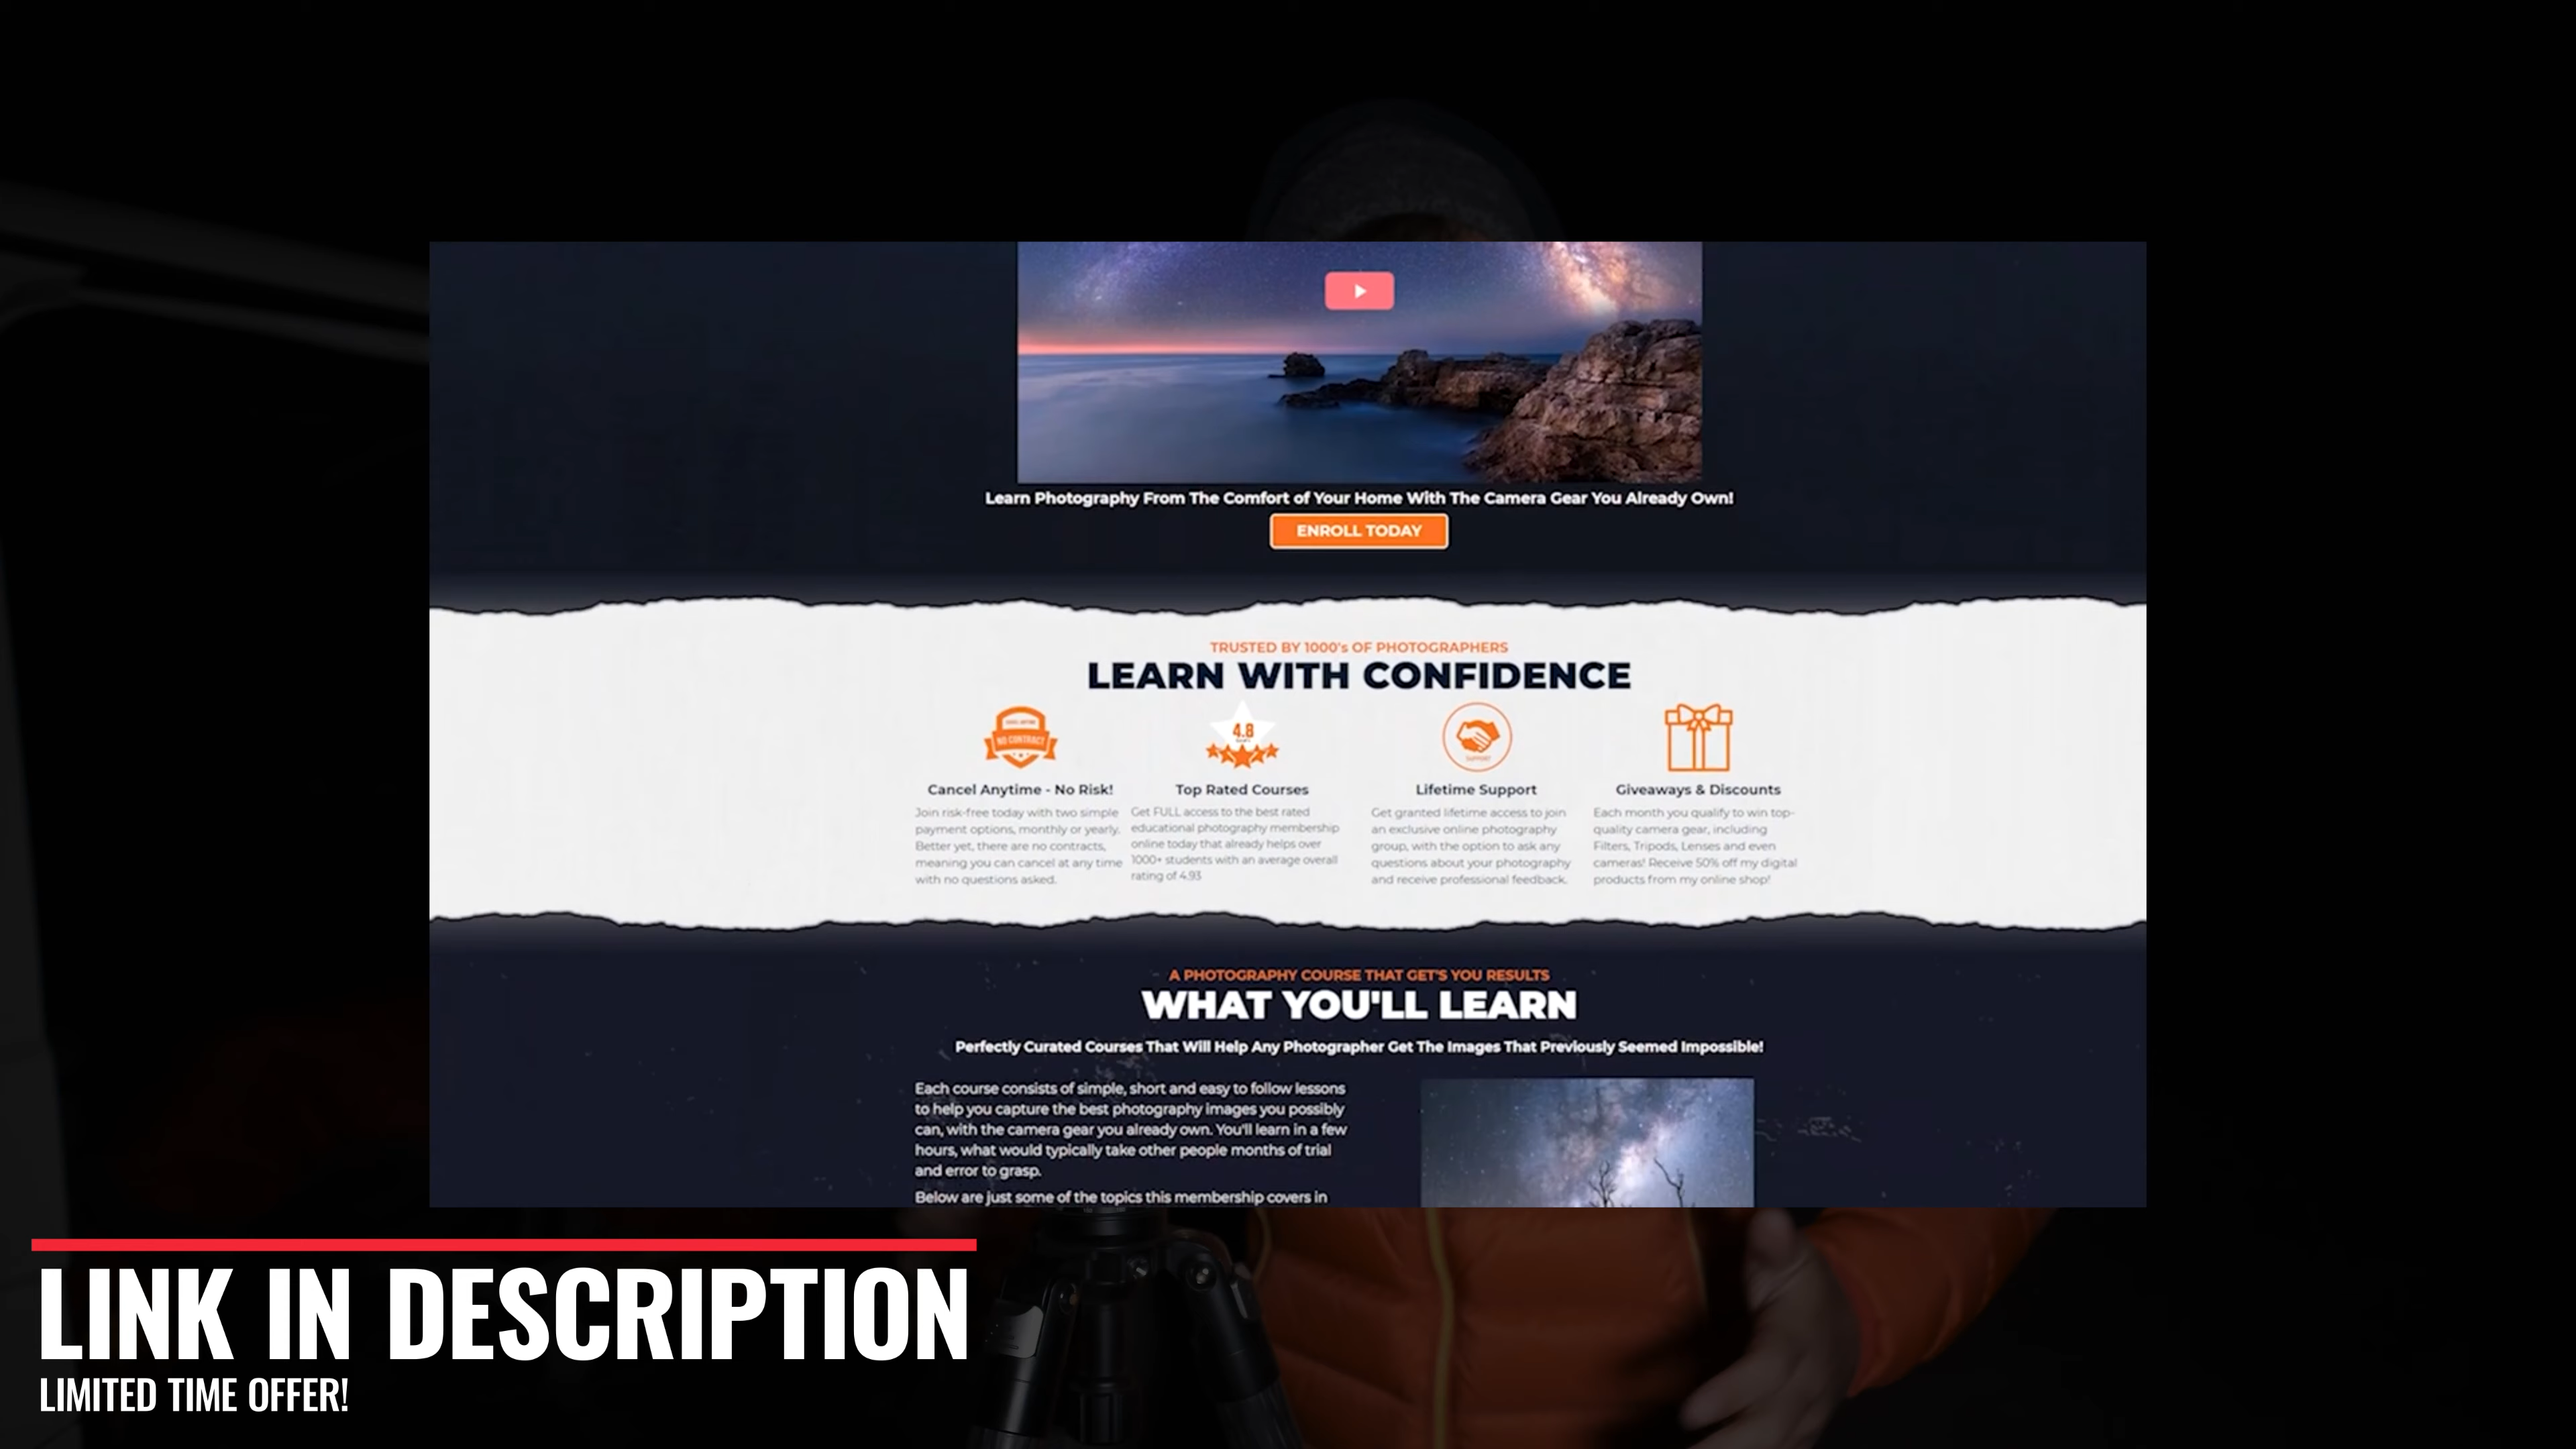 Learn Photography From The Comfort of Your Home With The Camera Gear You Already Own!
ENROLL TODAY
TRUSTED BY 1000's OF PHOTOGRAPHERS
LEARN WITH CONFIDENCE
NO CONTRACT
4.8
SUPPORT
Cancel Anytime - No Risk!
Join risk-free today with two simple
payment options, monthly or yearly.
Better yet, there are no contracts,
meaning you can cancel at any time
with no questions asked.
Top Rated Courses
Get FULL access to the best rated
educational photography membership
online today that already helps over
1000+ students with an average overall
rating of 4.93
Lifetime Support
Get granted lifetime access to join
an exclusive online photography
group, with the option to ask any
questions about your photography
and receive professional feedback.
Giveaways & Discounts
Each month you qualify to win top-
quality camera gear, including
Filters, Tripods, Lenses and even
cameras! Receive 50% off my digital
products from my online shop!
A PHOTOGRAPHY COURSE THAT GET'S YOU RESULTS
WHAT YOU'LL LEARN
Perfectly Curated Courses That Will Help Any Photographer Get The Images That Previously Seemed Impossible!
Each course consists of simple, short and easy to follow lessons
to help you capture the best photography images you possibly
can, with the camera gear you already own. You'll learn in a few
hours, what would typically take other people months of trial
and error to grasp.
Below are just some of the topics this membership covers in
LINK IN DESCRIPTION
LIMITED TIME OFFER!